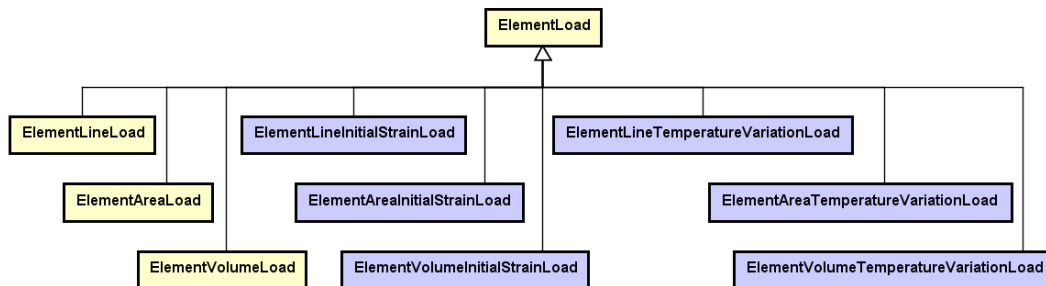 ElementLoad
ElementLineLoad
ElementLineInitialStrainLoad
ElementLineTemperatureVariationLoad
ElementAreaLoad
ElementAreaInitialStrainLoad
ElementAreaTemperatureVariationLoad
ElementVolumeLoad
ElementVolumeInitialStrainLoad
ElementVolumeTemperatureVariationLoad